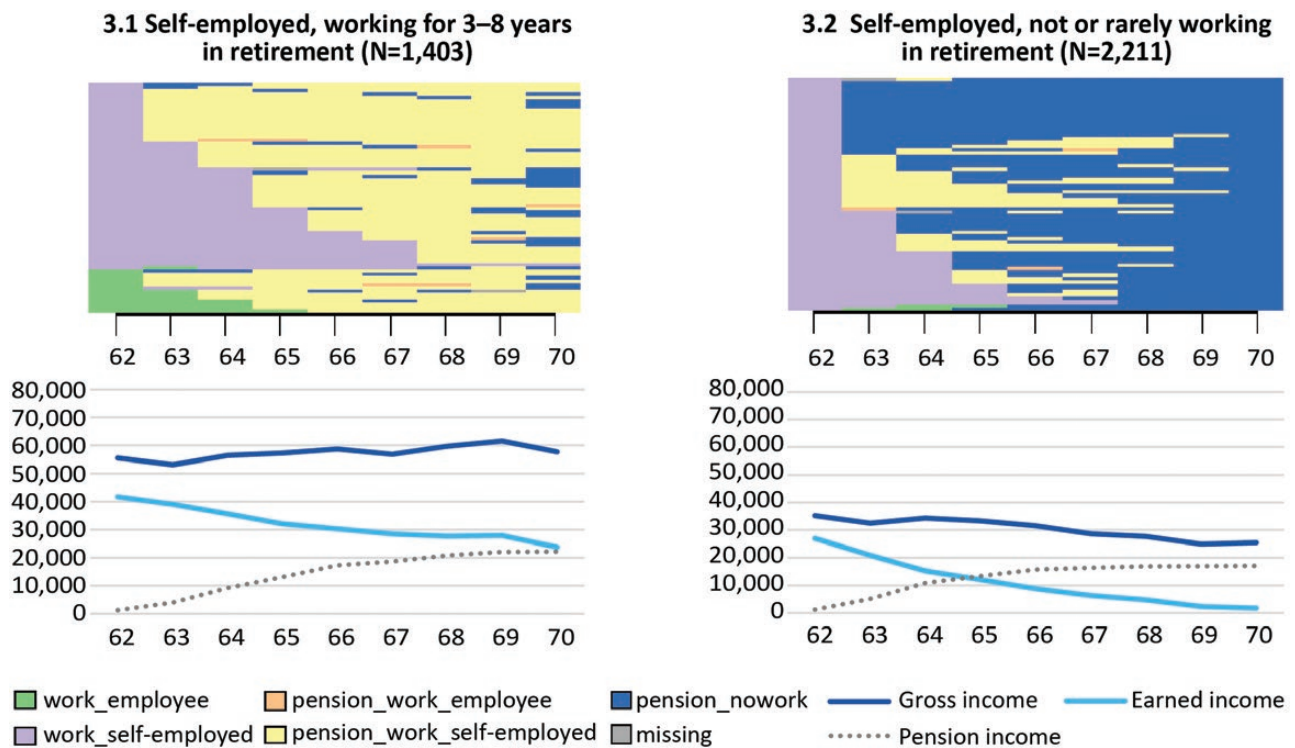 3.1 Self-employed, working for 3–8 years
in retirement (N=1,403)
62 63 64 65 66 67 68 69 70
80,000
70,000
60,000
50,000
40,000
30,000
20,000
10,000
0
62 63 64 65 66 67 68 69 70
3.2 Self-employed, not or rarely working
in retirement (N=2,211)
62 63 64 65 66 67 68 69 70
80,000
70,000
60,000
50,000
40,000
30,000
20,000
10,000
0
62 63 64 65 66 67 68 69 70
work_employee pension_work_employee pension_nowork Gross income Earned income
work_self-employed pension_work_self-employed missing Pension income